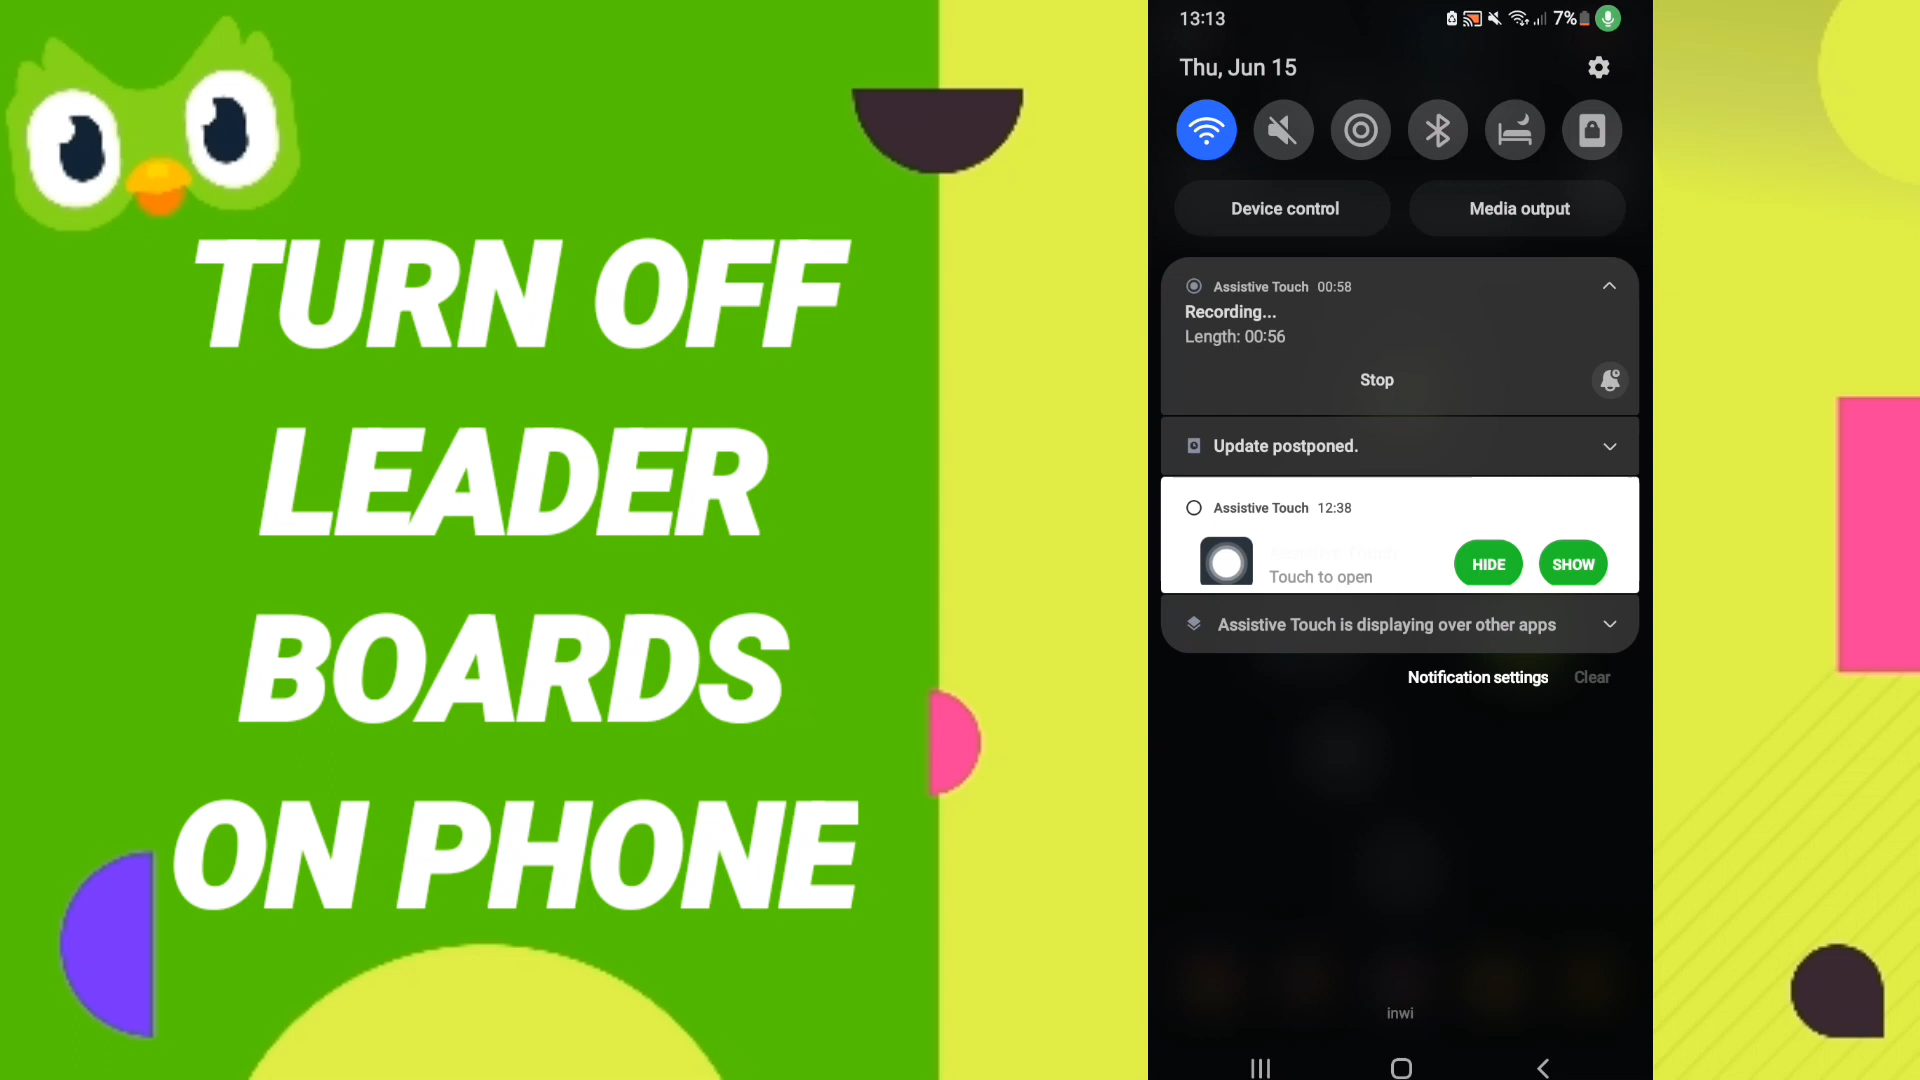 TURN OFF
LEADER
BOARDS
ON PHONE
13:13
7%
Thu, Jun 15
Device control
Media output
Assistive Touch 00:58
Recording...
Length: 00:56
Stop
Update postponed.
Assistive Touch 12:38
Assistive Touch
Touch to open
HIDE
SHOW
Assistive Touch is displaying over other apps
Notification settings
Clear
inwi